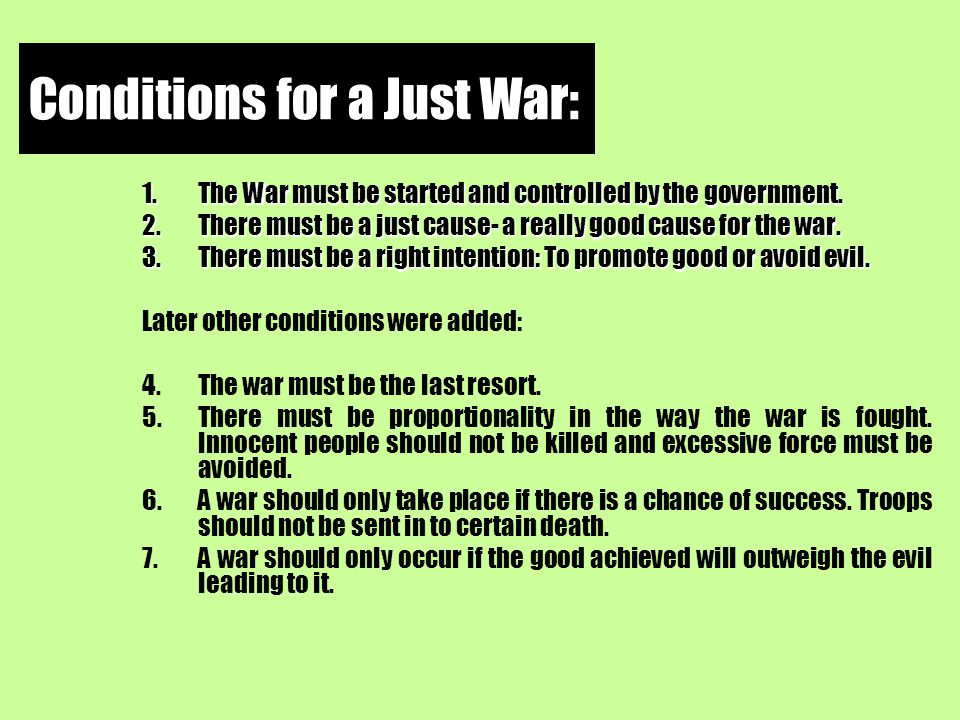 Conditions for a Just War:
1. The War must be started and controlled by the government.
2. There must be a just cause- a really good cause for the war.
3. There must be a right intention: To promote good or avoid evil.
Later other conditions were added:
4. The war must be the last resort.
5. There must be proportionality in the way the war is fought.
Innocent people should not be killed and excessive force must be
avoided.
6. A war should only take place if there is a chance of success. Troops
should not be sent in to certain death.
7. A war should only occur if the good achieved will outweigh the evil
leading to it.